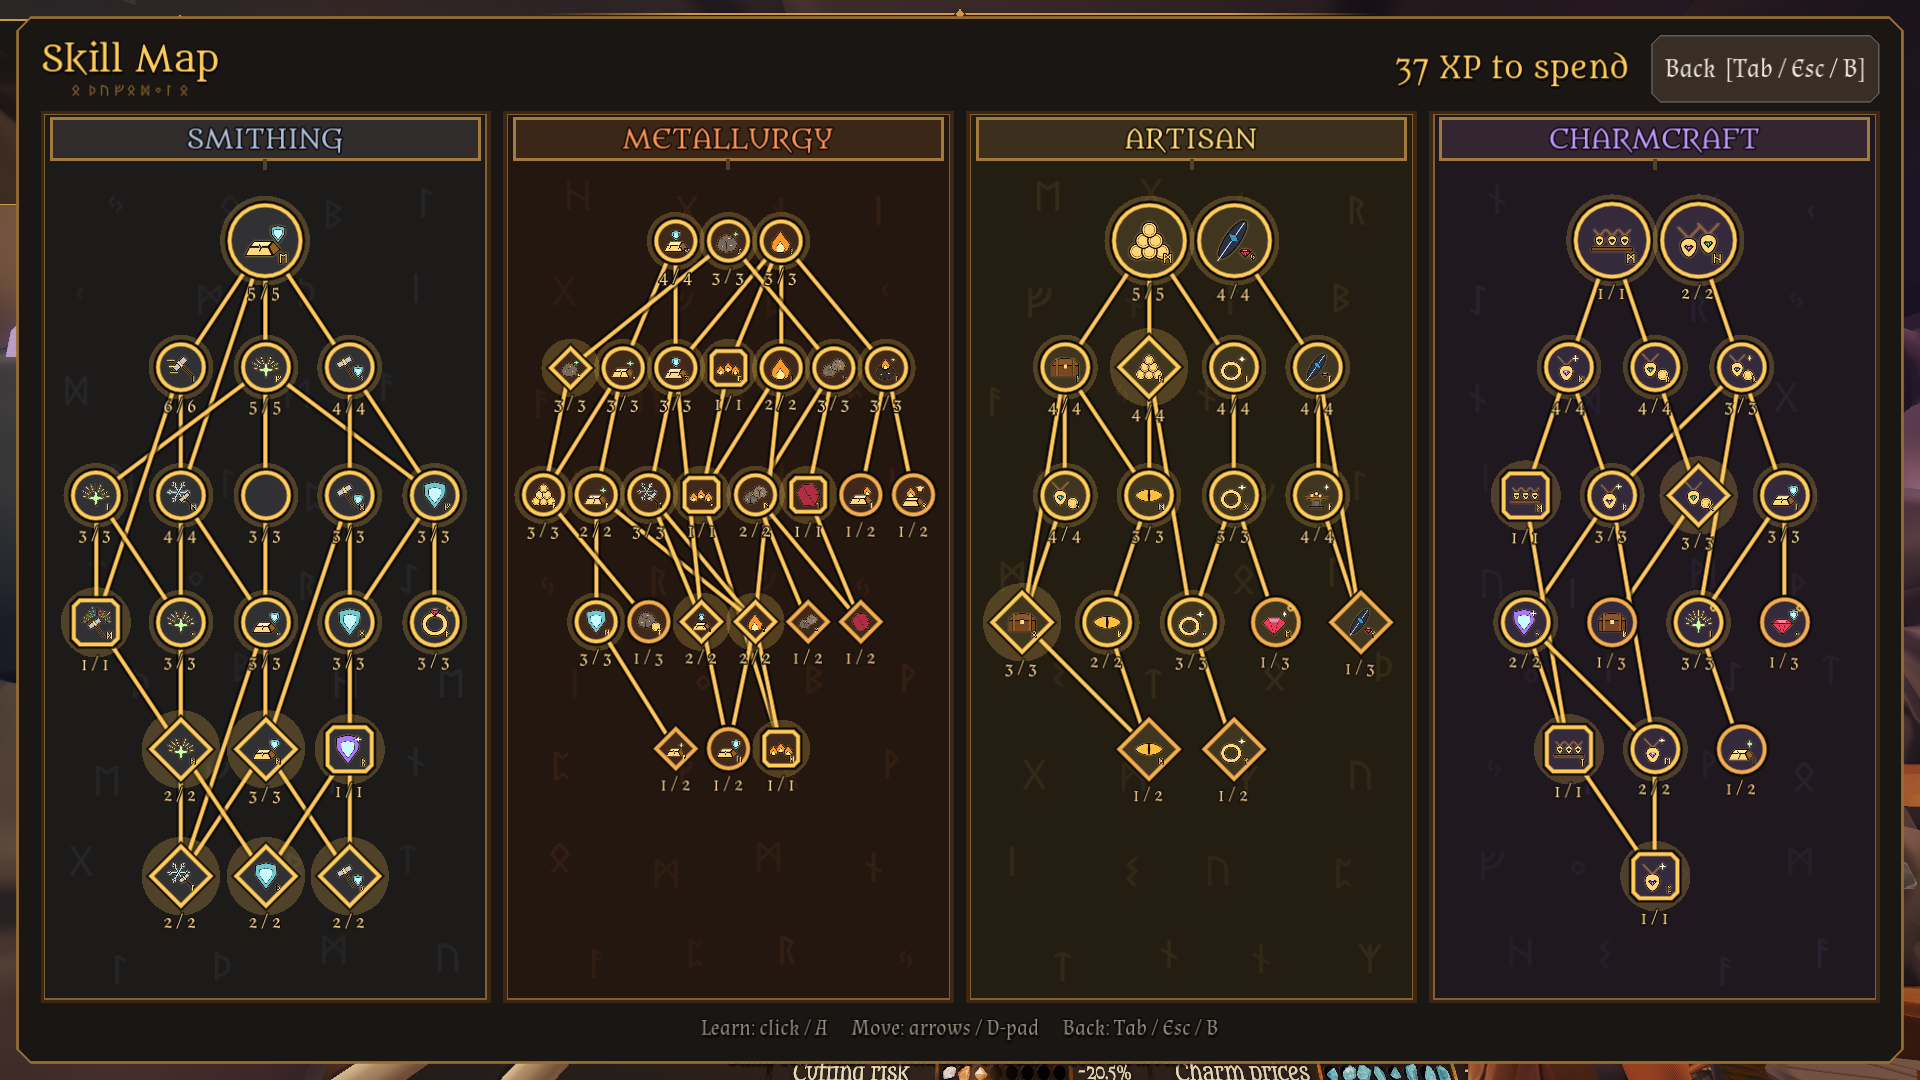 Skill Map
37 XP to spend
Back [Tab / Esc / B]
SMITHING
METALLURGY
ARTISAN
CHARMCRAFT
5 / 5
6 / 6
5 / 5
4 / 4
3 / 3
4 / 4
3 / 3
3 / 3
3 / 3
1 / 1
3 / 3
3 / 3
3 / 3
3 / 3
2 / 2
3 / 3
1 / 1
2 / 2
2 / 2
2 / 2
4 / 4
3 / 3
3 / 3
3 / 3
3 / 3
3 / 3
1 / 1
2 / 2
3 / 3
3 / 3
3 / 3
2 / 2
3 / 3
1 / 1
2 / 2
1 / 1
1 / 2
1 / 2
3 / 3
1 / 3
2 / 2
2 / 2
1 / 2
1 / 2
1 / 2
1 / 2
1 / 1
5 / 5
4 / 4
4 / 4
4 / 4
4 / 4
4 / 4
4 / 4
3 / 3
3 / 3
4 / 4
3 / 3
2 / 2
3 / 3
1 / 3
1 / 3
1 / 2
1 / 2
1 / 1
2 / 2
4 / 4
4 / 4
3 / 3
1 / 1
3 / 3
3 / 3
3 / 3
2 / 2
1 / 3
3 / 3
1 / 3
1 / 1
2 / 2
1 / 2
1 / 1
Learn: click / A Move: arrows / D-pad Back: Tab / Esc / B
Cutting risk -20.5% Charm prices